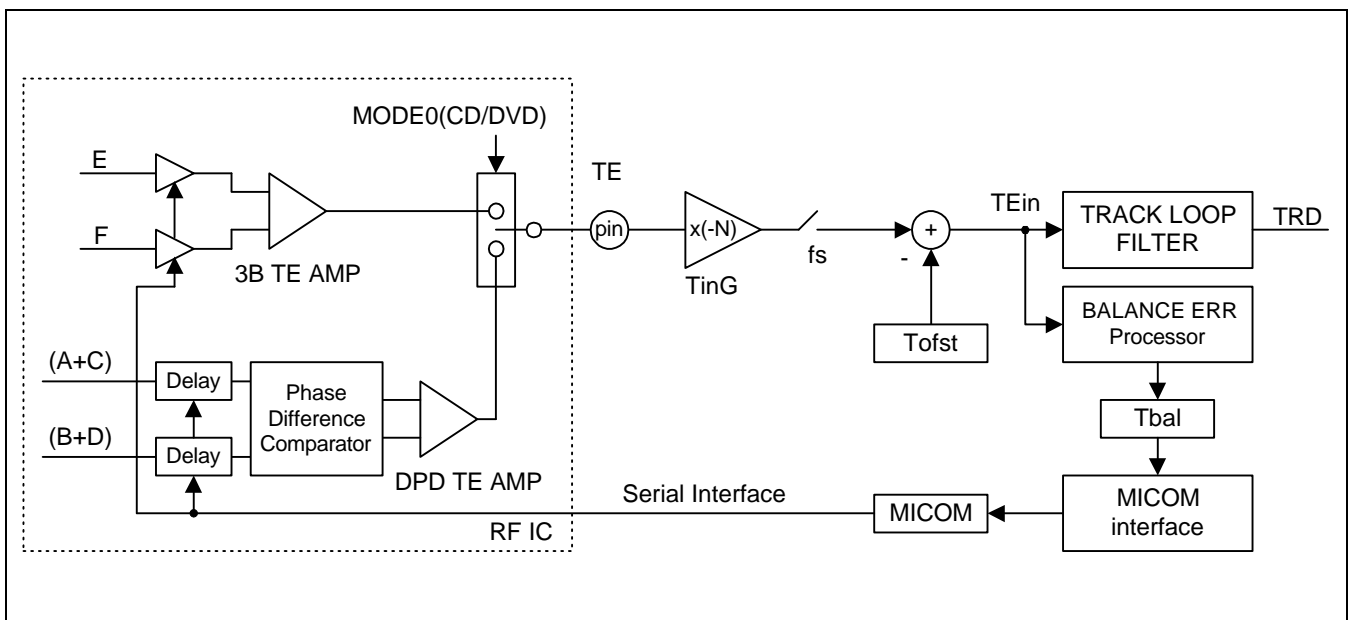 MODE0(CD/DVD)
E
F
3B TE AMP
TE
pin
x(-N)
TinG
fs
+
-
Tofst
TEin
TRACK LOOP
FILTER
TRD
BALANCE ERR
Processor
Tbal
MICOM
interface
MICOM
Serial Interface
(A+C)
Delay
(B+D)
Delay
Phase
Difference
Comparator
DPD TE AMP
RF IC